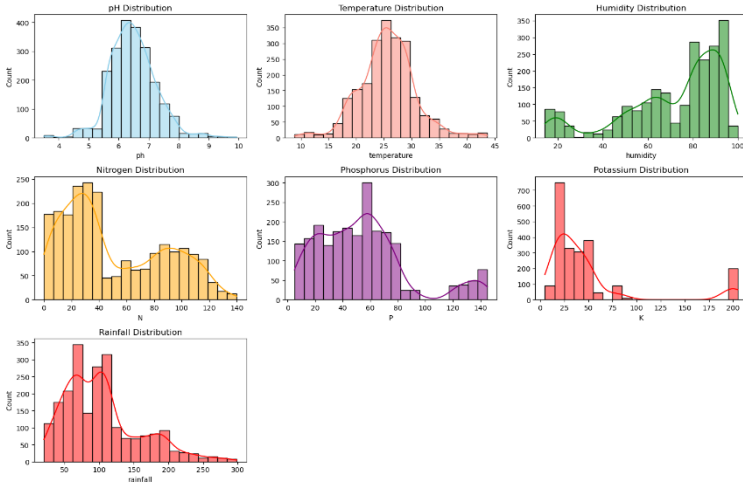 pH Distribution
Count
400
300
200
100
0
4 5 6 7 8 9 10
ph
Temperature Distribution
Count
350
300
250
200
150
100
50
0
10 15 20 25 30 35 40 44
temperature
Humidity Distribution
Count
350
300
250
200
150
100
50
0
20 40 60 80 100
humidity
Nitrogen Distribution
Count
250
200
150
100
50
0
0 20 40 60 80 100 120 140
N
Phosphorus Distribution
Count
300
250
200
150
100
50
0
0 20 40 60 80 100 120 140
P
Potassium Distribution
Count
700
600
500
400
300
200
100
0
0 25 50 75 100 125 150 175 200
K
Rainfall Distribution
Count
350
300
250
200
150
100
50
0
50 100 150 200 250 300
rainfall